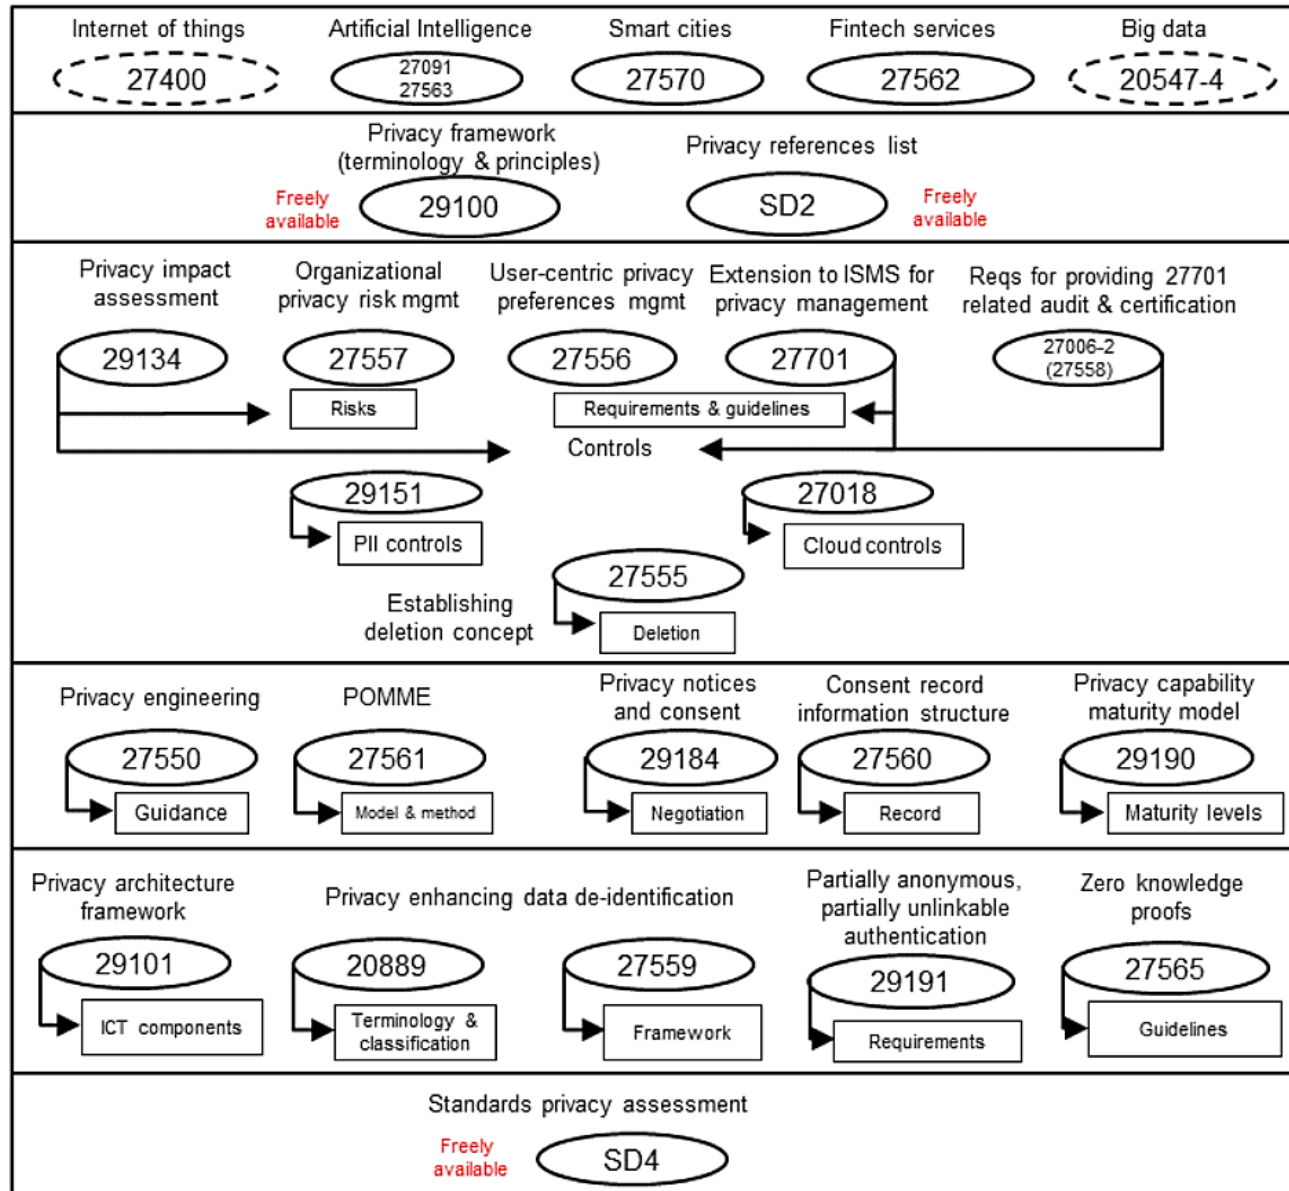 Internet of things
Artificial Intelligence
Smart cities
Fintech services
Big data
27400
27091
27563
27570
27562
20547-4
Privacy framework
(terminology & principles)
Privacy references list
Freely
available
29100
SD2
Freely
available
Privacy impact
assessment
Organizational
privacy risk mgmt
User-centric privacy
preferences mgmt
Extension to ISMS for
privacy management
Reqs for providing 27701
related audit & certification
29134
27557
27556
27701
27006-2
(27558)
Risks
Requirements & guidelines
Controls
29151
27018
PII controls
Cloud controls
27555
Establishing
deletion concept
Deletion
Privacy engineering
POMME
Privacy notices
and consent
Consent record
information structure
Privacy capability
maturity model
27550
27561
29184
27560
29190
Guidance
Model & method
Negotiation
Record
Maturity levels
Privacy architecture
framework
Privacy enhancing data de-identification
Partially anonymous,
partially unlinkable
authentication
Zero knowledge
proofs
29101
20889
27559
29191
27565
ICT components
Terminology &
classification
Framework
Requirements
Guidelines
Standards privacy assessment
Freely
available
SD4